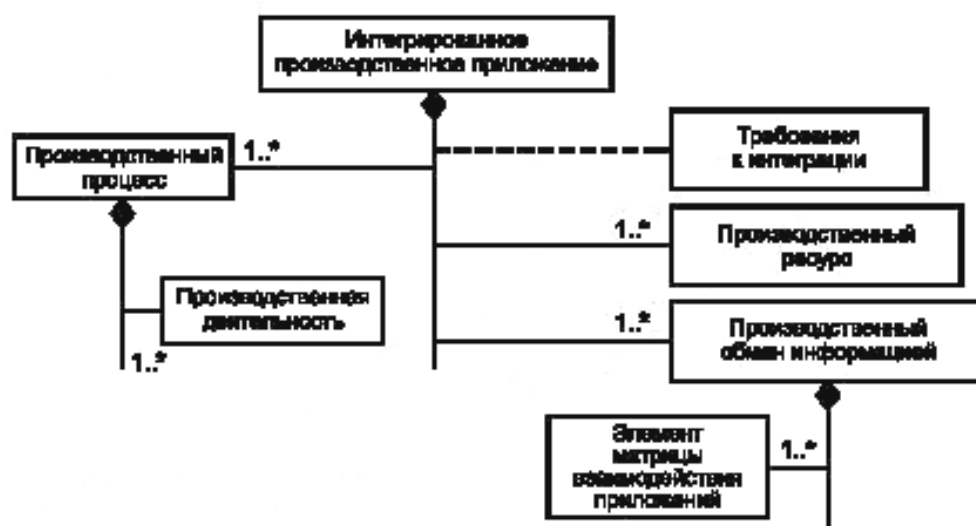 Интегрированное
производственное приложение
Производственный
процесс
1..*
Требования
к интеграции
1..*
Производственный
ресурс
Производственная
деятельность
1..*
1..*
Производственный
обмен информацией
Элемент
матрицы
взаимодействия
приложений
1..*